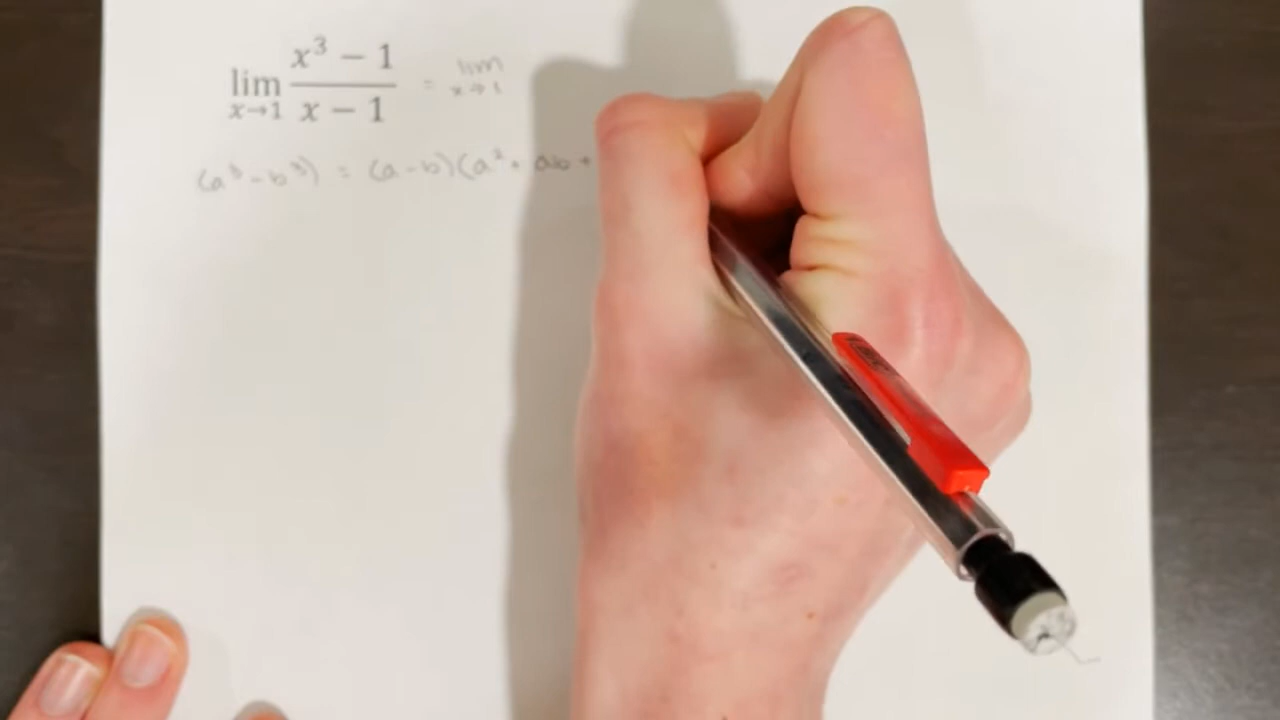 lim x→1 x³ − 1 / x − 1 = lim x→1
(a³ - b³) = (a-b)(a² + ab +